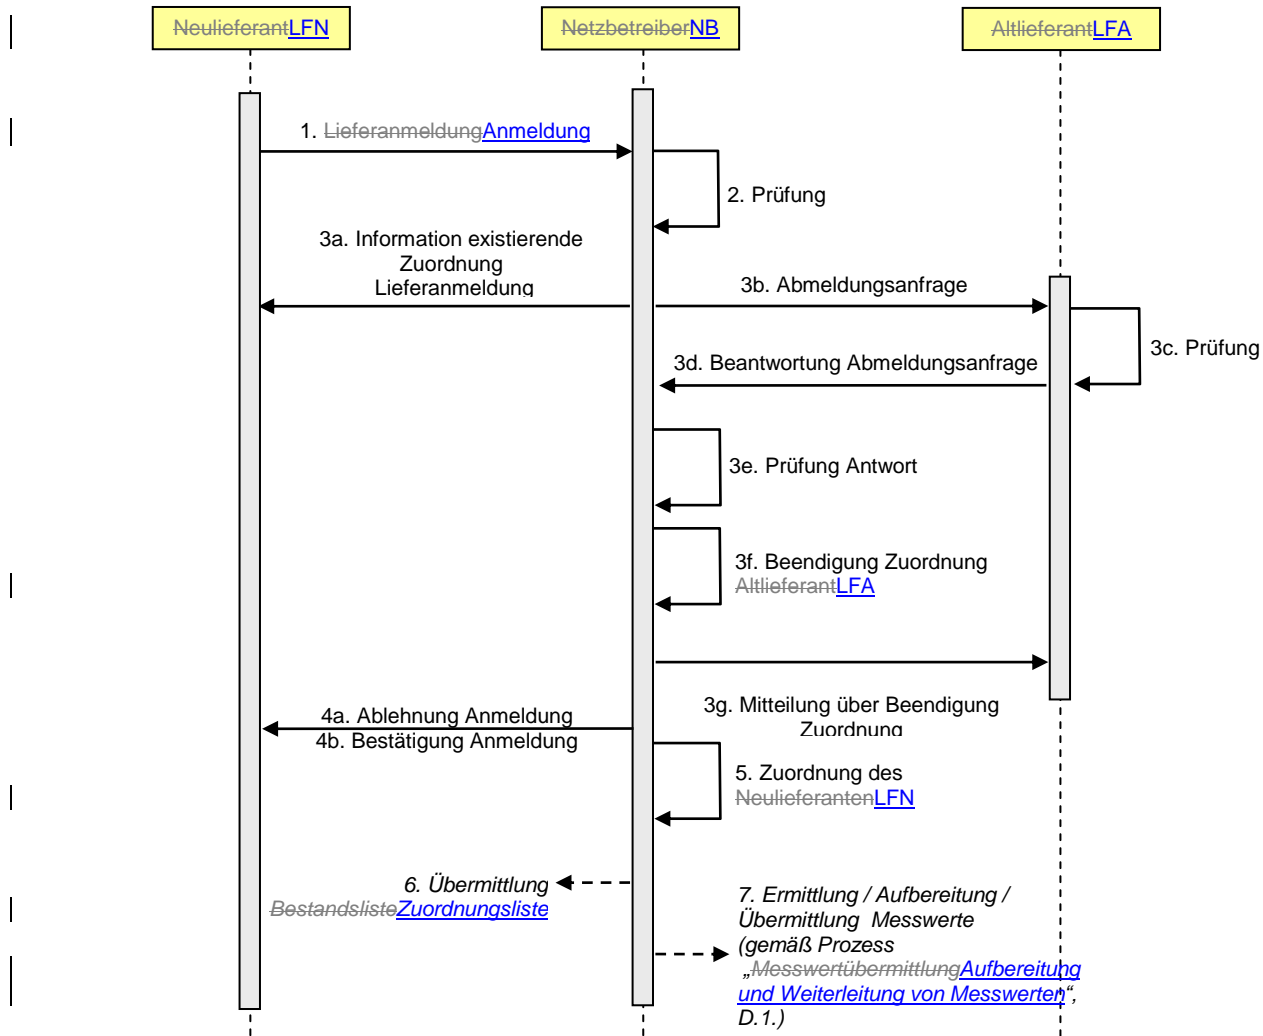 NeulieferantLFN
NetzbetreiberNB
AltlieferantLFA
1. LieferanmeldungAnmeldung
2. Prüfung
3a. Information existierende
Zuordnung
Lieferanmeldung
3b. Abmeldungsanfrage
3c. Prüfung
3d. Beantwortung Abmeldungsanfrage
3e. Prüfung Antwort
3f. Beendigung Zuordnung
AltlieferantLFA
3g. Mitteilung über Beendigung
Zuordnung
4a. Ablehnung Anmeldung
4b. Bestätigung Anmeldung
5. Zuordnung des
NeulieferantenLFN
6. Übermittlung
BestandslisteZuordnungsliste
7. Ermittlung / Aufbereitung /
Übermittlung Messwerte
(gemäß Prozess
„MesswertübermittlungAufbereitung
und Weiterleitung von Messwerten“,
D.1.)